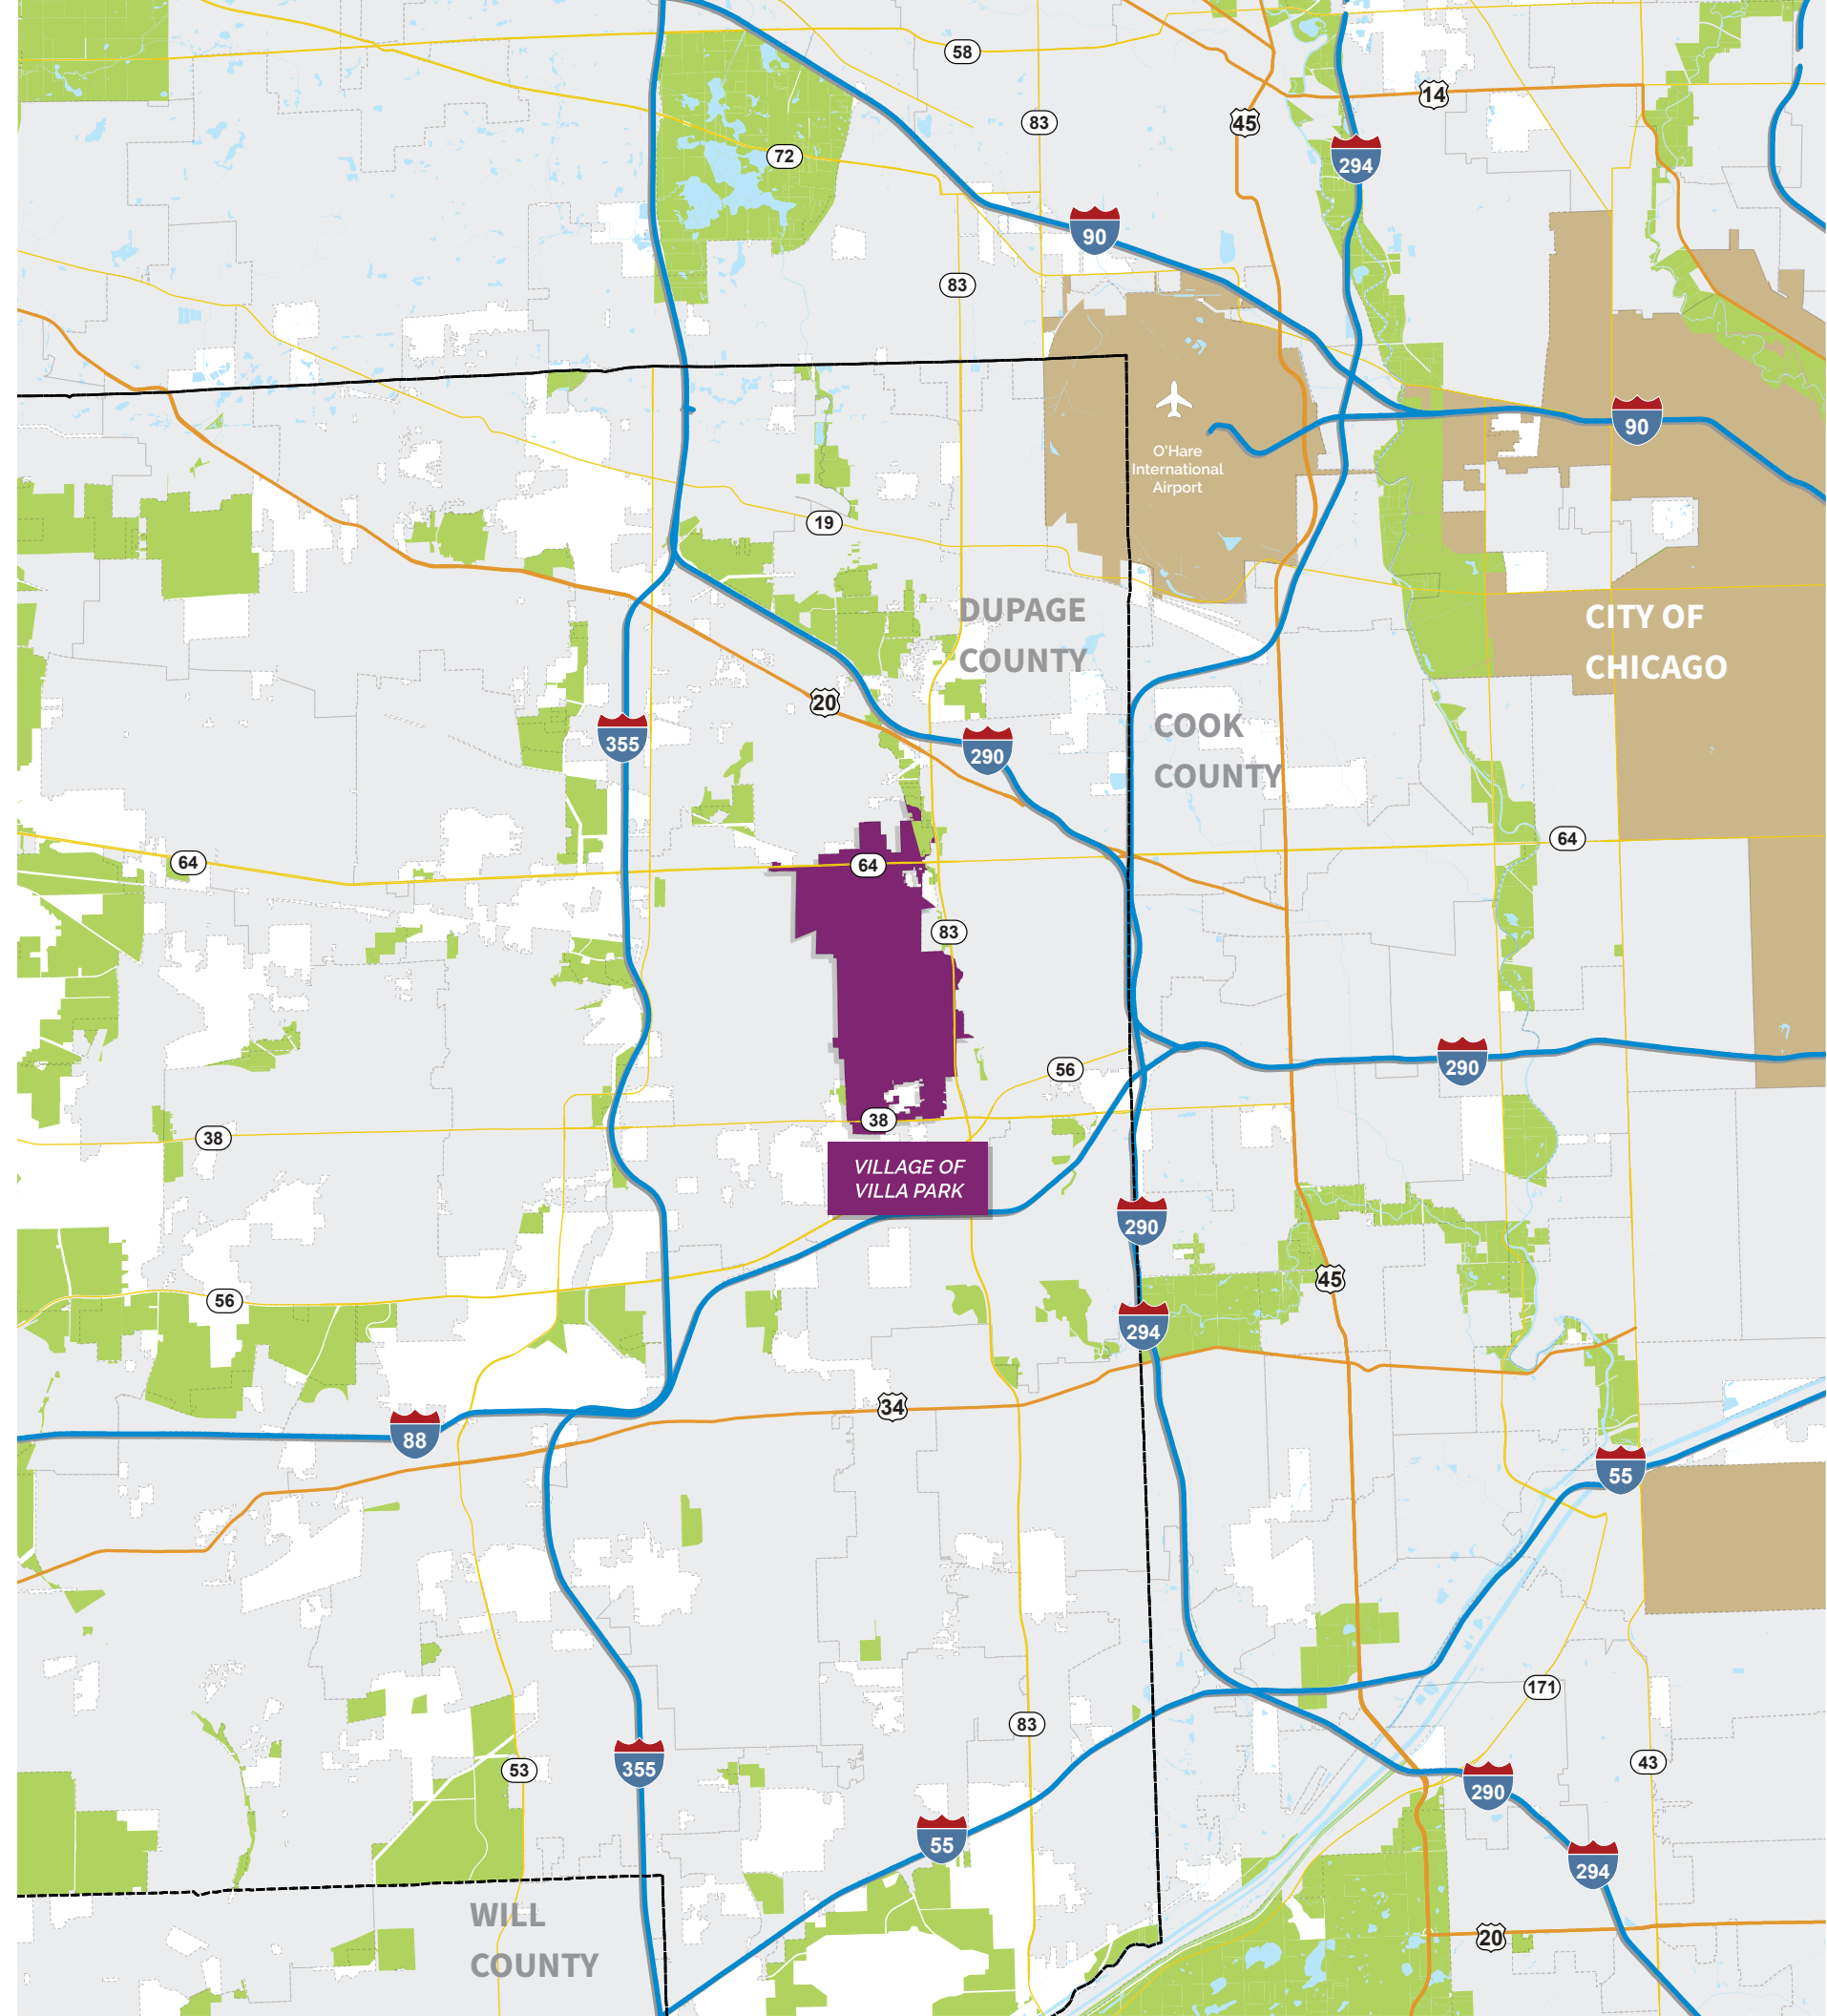 58
14
83
45
72
294
90
83
O'Hare
International
Airport
90
19
DUPAGE
COUNTY
CITY OF
CHICAGO
20
COOK
COUNTY
355
290
64
64
64
83
290
56
38
38
VILLAGE OF
VILLA PARK
290
45
56
294
34
88
55
171
83
43
53
355
290
55
294
WILL
COUNTY
20